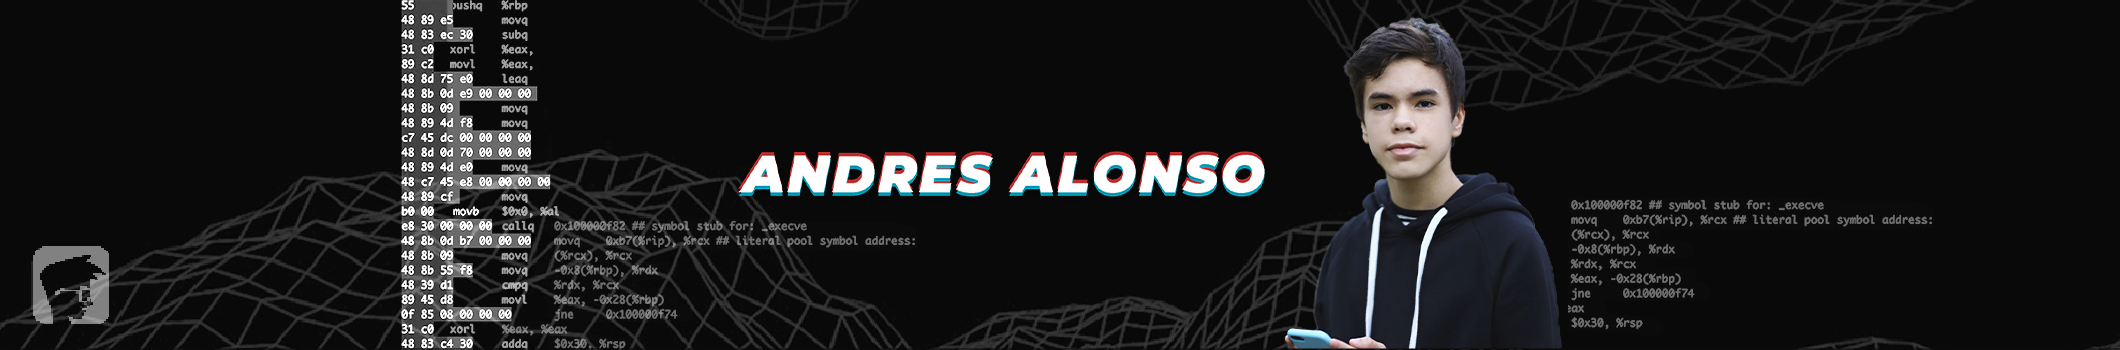 55 pushq %rbp
48 89 e5 movq
48 83 ec 30 subq
31 c0 xorl %eax,
89 c2 movl %eax,
48 8d 75 e0 leaq
48 8b 0d e9 00 00 00
48 8b 09 movq
48 89 4d f8 movq
c7 45 dc 00 00 00 00
48 8d 0d 70 00 00 00
48 89 4d e0 movq
48 c7 45 e8 00 00 00 00
48 89 cf movq
b0 00 movb $0x0, %al
e8 30 00 00 00 callq 0x100000f82 ## symbol stub for: _execve
48 8b 0d b7 00 00 00 movq 0xb7(%rip), %rcx ## literal pool symbol address:
48 8b 09 movq (%rcx), %rcx
48 8b 55 f8 movq -0x8(%rbp), %rdx
48 39 d1 cmpq %rdx, %rcx
89 45 d8 movl %eax, -0x28(%rbp)
0f 85 08 00 00 00 jne 0x100000f74
31 c0 xorl %eax, %eax
48 83 c4 30 addq $0x30, %rsp
ANDRES ALONSO
0x100000f82 ## symbol stub for: _execve
movq 0xb7(%rip), %rcx ## literal pool symbol address:
(%rcx), %rcx
-0x8(%rbp), %rdx
%rdx, %rcx
%eax, -0x28(%rbp)
jne 0x100000f74
eax
$0x30, %rsp